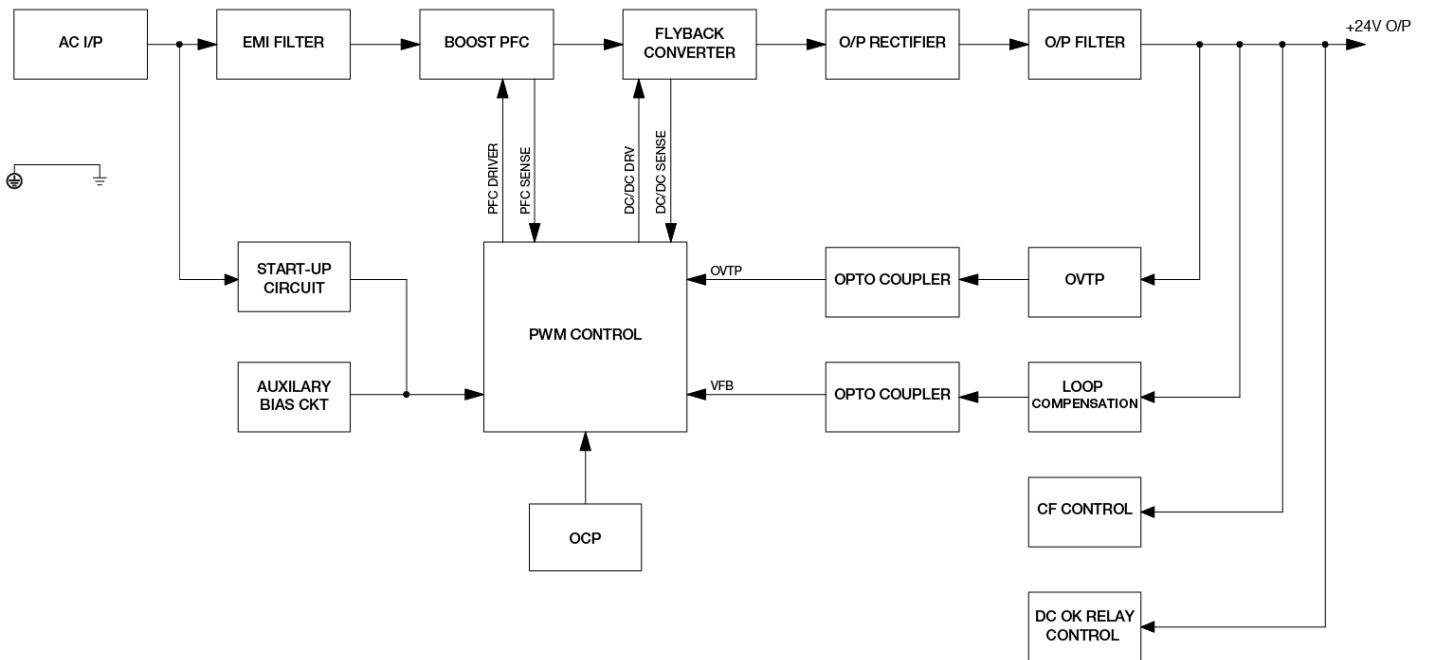 +24V O/P
AC I/P
EMI FILTER
BOOST PFC
FLYBACK
CONVERTER
O/P RECTIFIER
O/P FILTER
PFC DRIVER
PFC SENSE
DC/DC DRV
DC/DC SENSE
START-UP
CIRCUIT
OVTP
OPTO COUPLER
OVTP
PWM CONTROL
AUXILARY
BIAS CKT
VFB
OPTO COUPLER
LOOP
COMPENSATION
CF CONTROL
OCP
DC OK RELAY
CONTROL